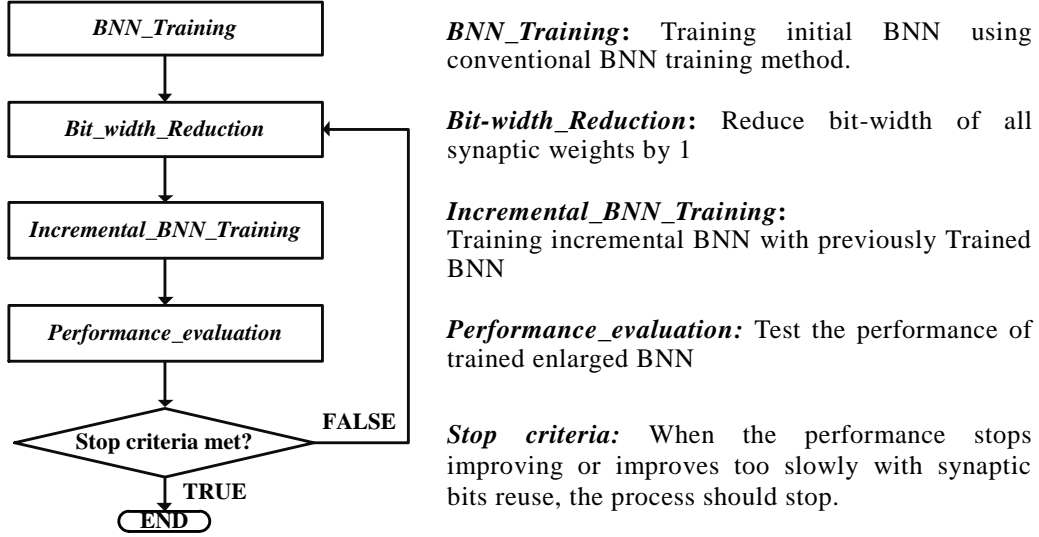 BNN_Training
Bit_width_Reduction
Incremental_BNN_Training
Performance_evaluation
Stop criteria met?
FALSE
TRUE
END
BNN_Training: Training initial BNN using
conventional BNN training method.
Bit-width_Reduction: Reduce bit-width of all
synaptic weights by 1
Incremental_BNN_Training:
Training incremental BNN with previously Trained
BNN
Performance_evaluation: Test the performance of
trained enlarged BNN
Stop criteria: When the performance stops
improving or improves too slowly with synaptic
bits reuse, the process should stop.